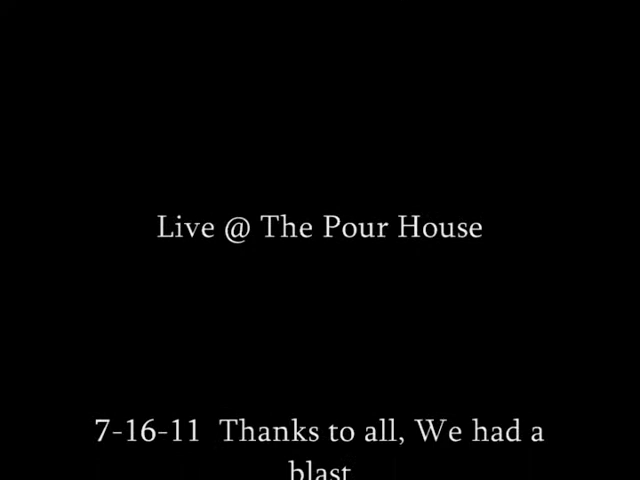 Live @ The Pour House
7-16-11  Thanks to all, We had a
blast